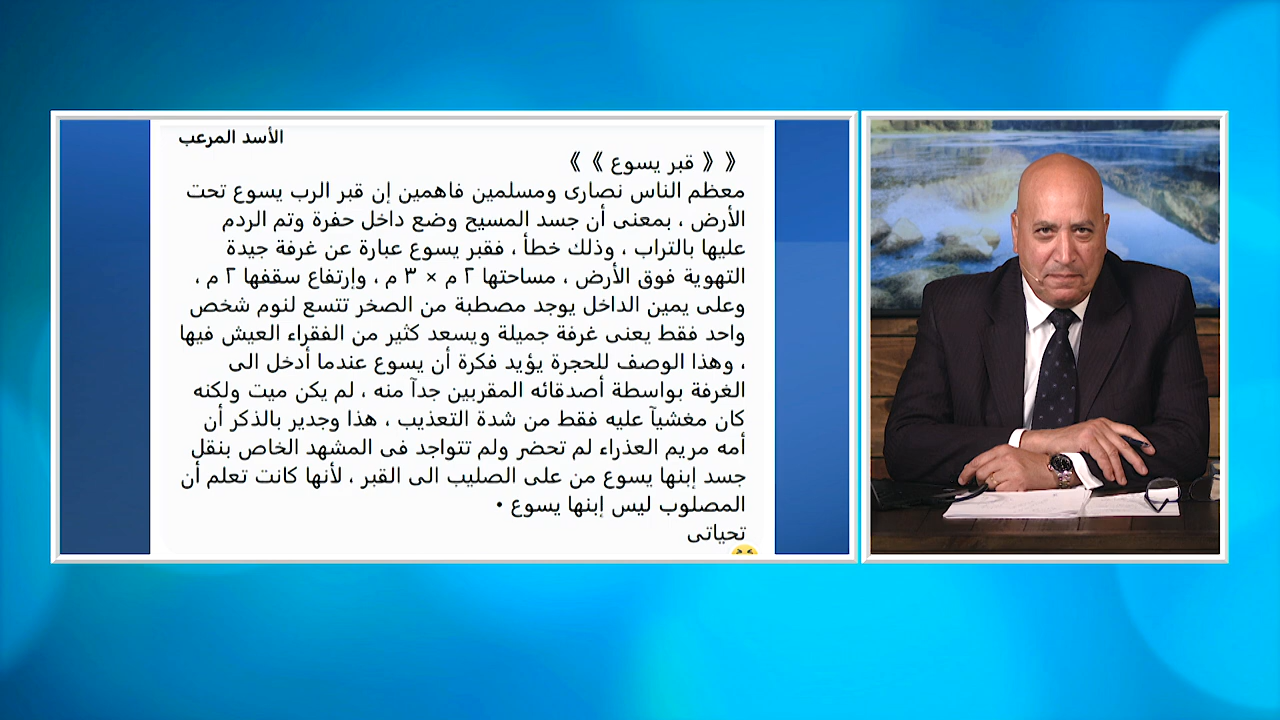 الأسد المرعب
《 《 قبر يسوع 》 》
معظم الناس نصارى ومسلمين فاهمين إن قبر الرب يسوع تحت
الأرض ، بمعنى أن جسد المسيح وضع داخل حفرة وتم الردم
عليها بالتراب ، وذلك خطأ ، فقبر يسوع عبارة عن غرفة جيدة
التهوية فوق الأرض ، مساحتها ٢ م × ٣ م ، وإرتفاع سقفها ٢ م ،
وعلى يمين الداخل يوجد مصطبة من الصخر تتسع لنوم شخص
واحد فقط يعنى غرفة جميلة ويسعد كثير من الفقراء العيش فيها
، وهذا الوصف للحجرة يؤيد فكرة أن يسوع عندما أدخل الى
الغرفة بواسطة أصدقائه المقربين جدآ منه ، لم يكن ميت ولكنه
كان مغشيآ عليه فقط من شدة التعذيب ، هذا وجدير بالذكر أن
أمه مريم العذراء لم تحضر ولم تتواجد فى المشهد الخاص بنقل
جسد إبنها يسوع من على الصليب الى القبر ، لأنها كانت تعلم أن
المصلوب ليس إبنها يسوع •
تحياتى